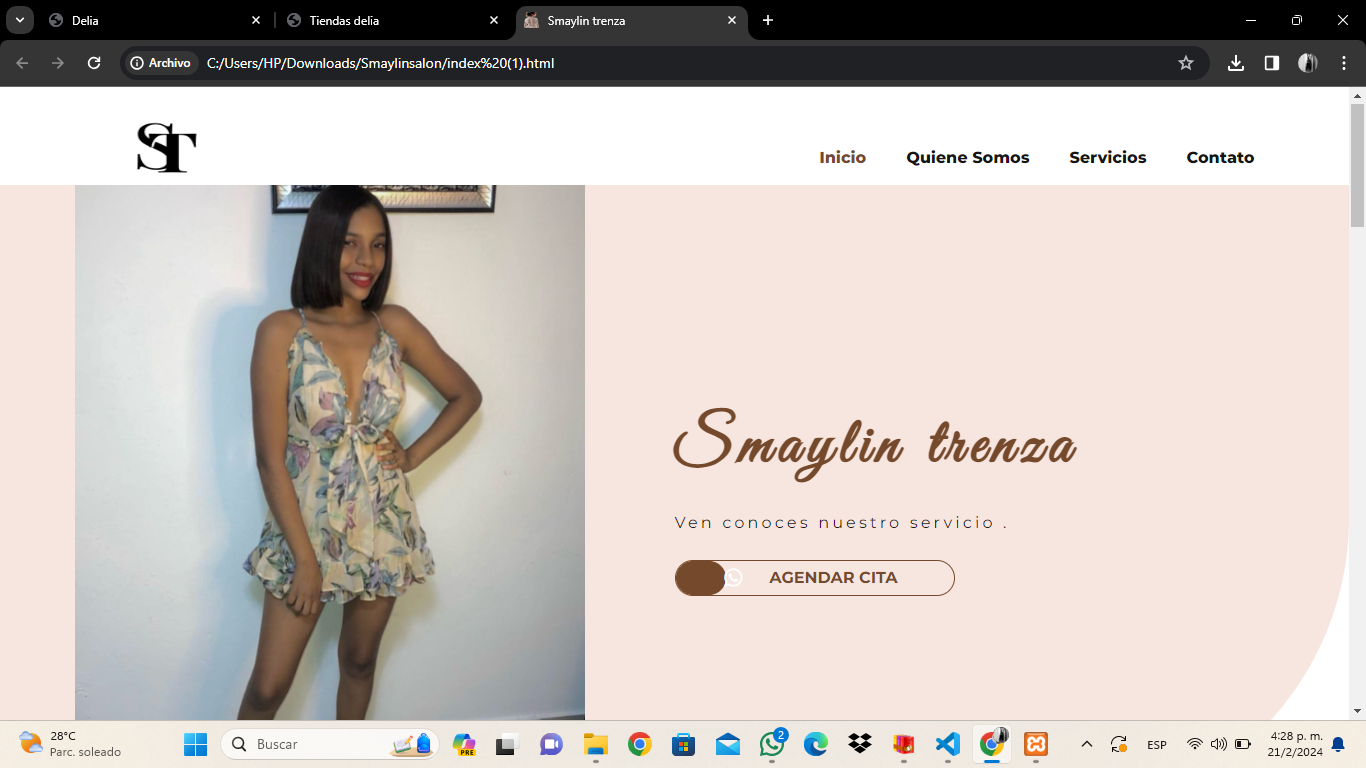 Delia
Tiendas delia
Smaylin trenza
Archivo
C:/Users/HP/Downloads/Smaylinsalon/index%20(1).html
ST
Inicio
Quiene Somos
Servicios
Contato
Smaylin trenza
Ven conoces nuestro servicio .
AGENDAR CITA
28°C
Parc. soleado
Buscar
PRE
2
ESP
4:28 p. m.
21/2/2024